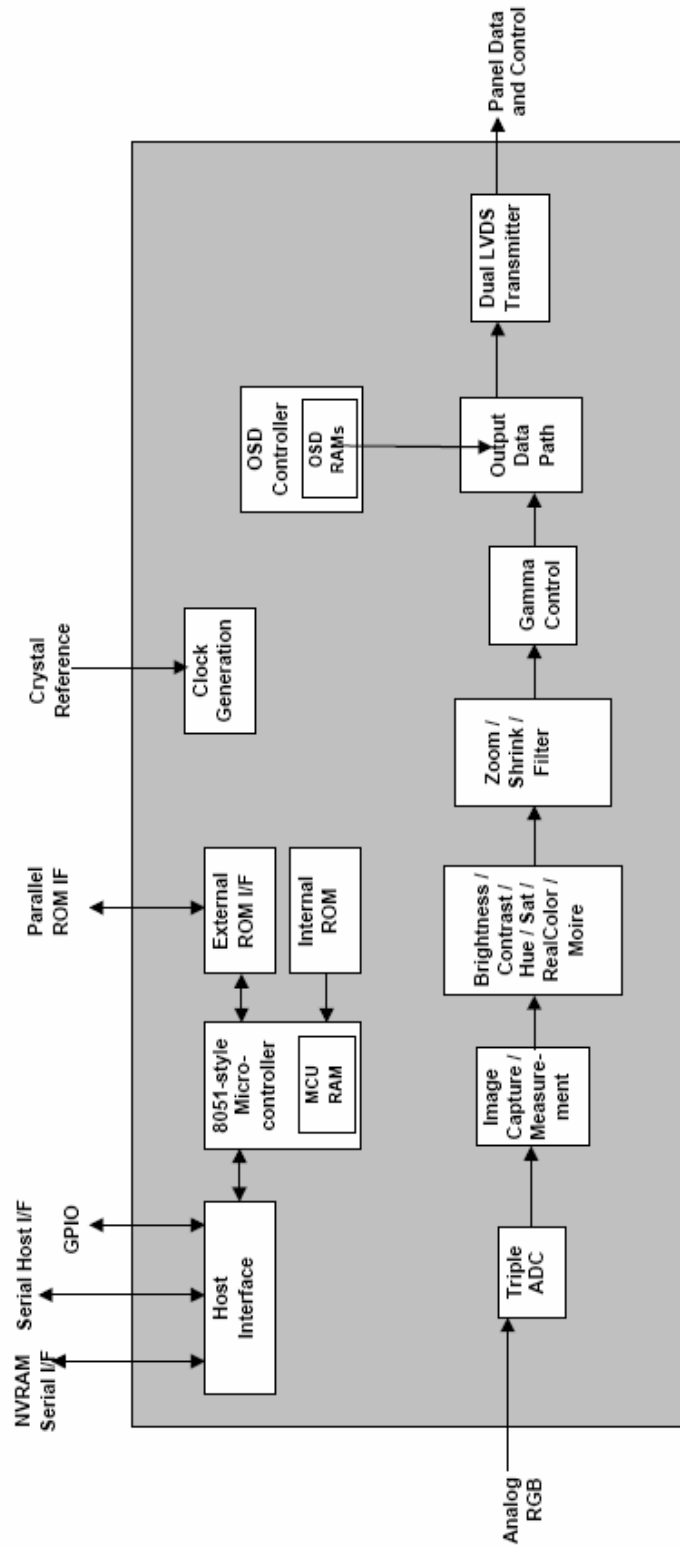 NVRAM
Serial I/F
Serial Host I/F
GPIO
Parallel
ROM IF
Crystal
Reference
Host
Interface
8051-style
Micro-
controller
MCU
RAM
External
ROM I/F
Internal
ROM
Clock
Generation
OSD
Controller
OSD
RAMs
Analog
RGB
Triple
ADC
Image
Capture /
Measure-
ment
Brightness /
Contrast /
Hue / Sat /
RealColor /
Moire
Zoom /
Shrink /
Filter
Gamma
Control
Output
Data
Path
Dual LVDS
Transmitter
Panel Data
and Control